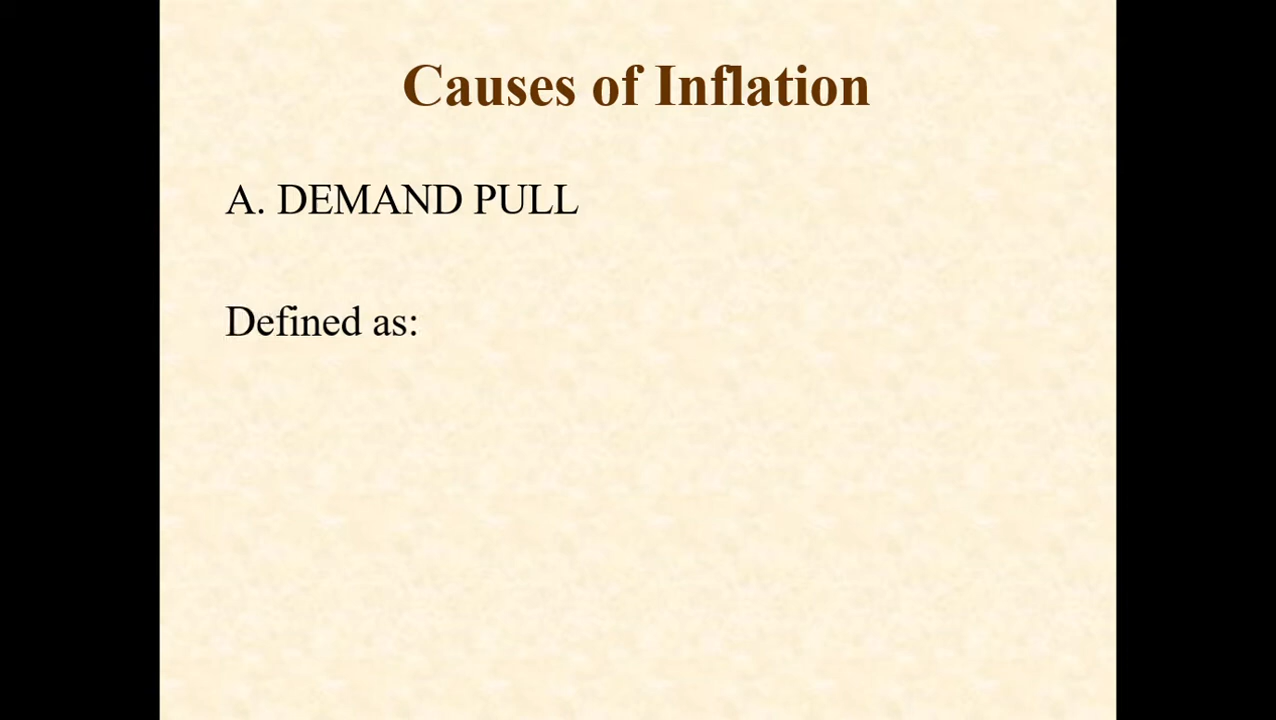 Causes of Inflation
A. DEMAND PULL
Defined as: